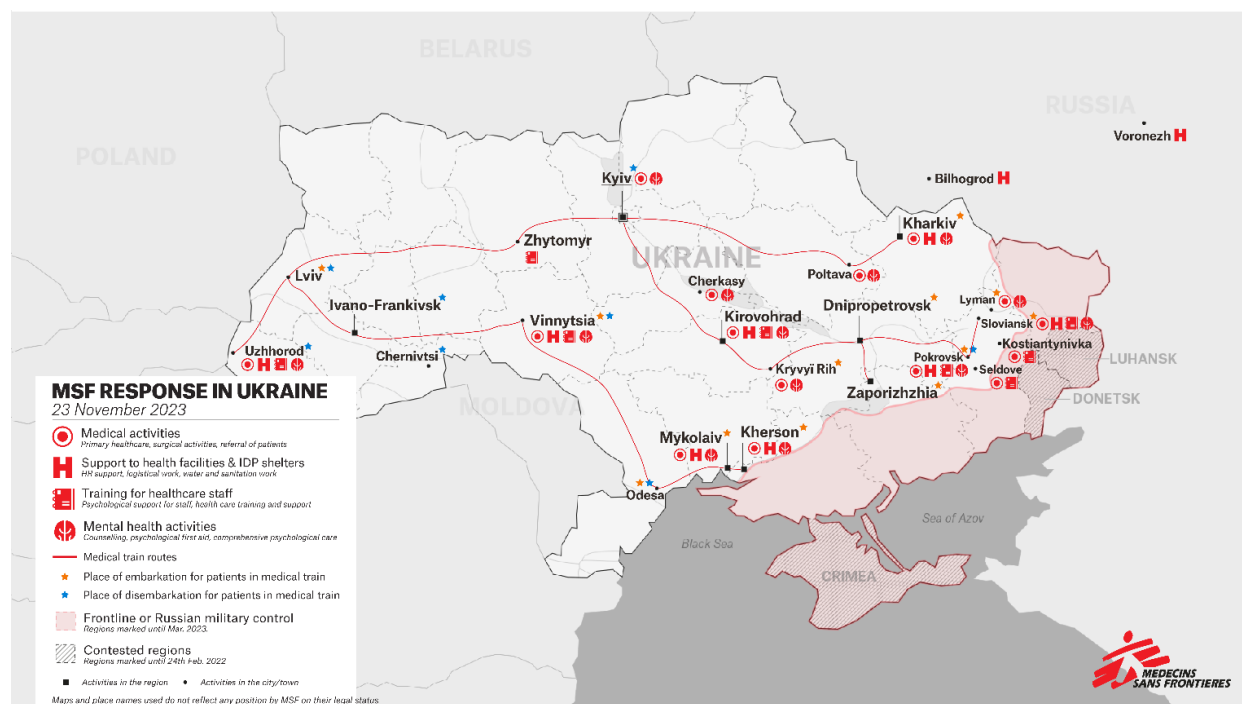 BELARUS
RUSSIA
Voronezh
POLAND
Kyiv
Bilhogrod
Kharkiv
Zhytomyr
UKRAINE
Poltava
Lviv
Cherkasy
Ivano-Frankivsk
Dnipropetrovsk
Lyman
Vinnytsia
Kirovohrad
Sloviansk
Uzhhorod
Chernivtsi
Pokrovsk
Kostiantynivka
LUHANSK
Kryvyï Rih
Seldove
Zaporizhzhia
DONETSK
MOLDOVA
Mykolaiv
Kherson
Odesa
Sea of Azov
Black Sea
CRIMEA
MSF RESPONSE IN UKRAINE
23 November 2023
Medical activities
Primary healthcare, surgical activities, referral of patients
Support to health facilities & IDP shelters
HR support, logistical work, water and sanitation work
Training for healthcare staff
Psychological support for staff, health care training and support
Mental health activities
Counselling, psychological first aid, comprehensive psychological care
Medical train routes
Place of embarkation for patients in medical train
Place of disembarkation for patients in medical train
Frontline or Russian military control
Regions marked until Mar. 2023.
Contested regions
Regions marked until 24th Feb. 2022
Activities in the region
Activities in the city/town
Maps and place names used do not reflect any position by MSF on their legal status
MEDECINS
SANS FRONTIERES